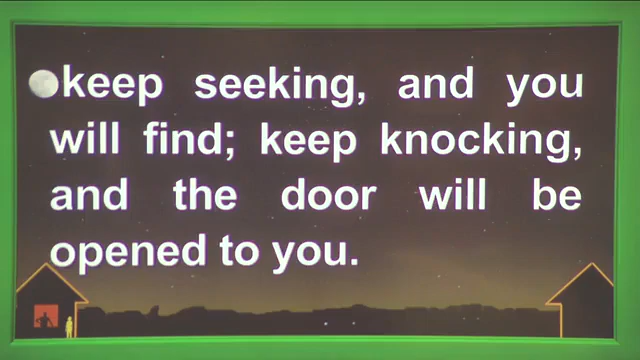 keep seeking, and you
will find; keep knocking,
and the door will be
opened to you.